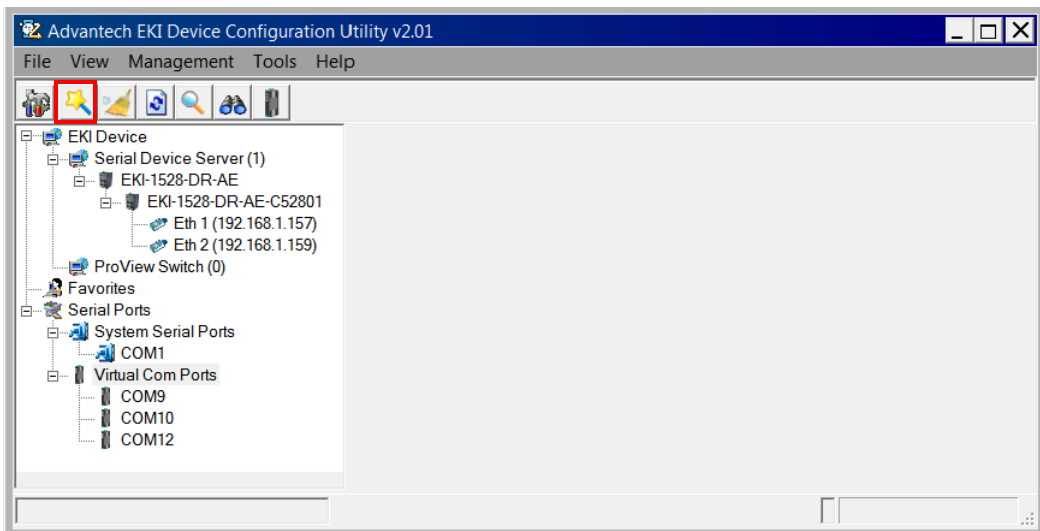 Advantech EKI Device Configuration Utility v2.01
File View Management Tools Help
EKI Device
Serial Device Server (1)
EKI-1528-DR-AE
EKI-1528-DR-AE-C52801
Eth 1 (192.168.1.157)
Eth 2 (192.168.1.159)
ProView Switch (0)
Favorites
Serial Ports
System Serial Ports
COM1
Virtual Com Ports
COM9
COM10
COM12